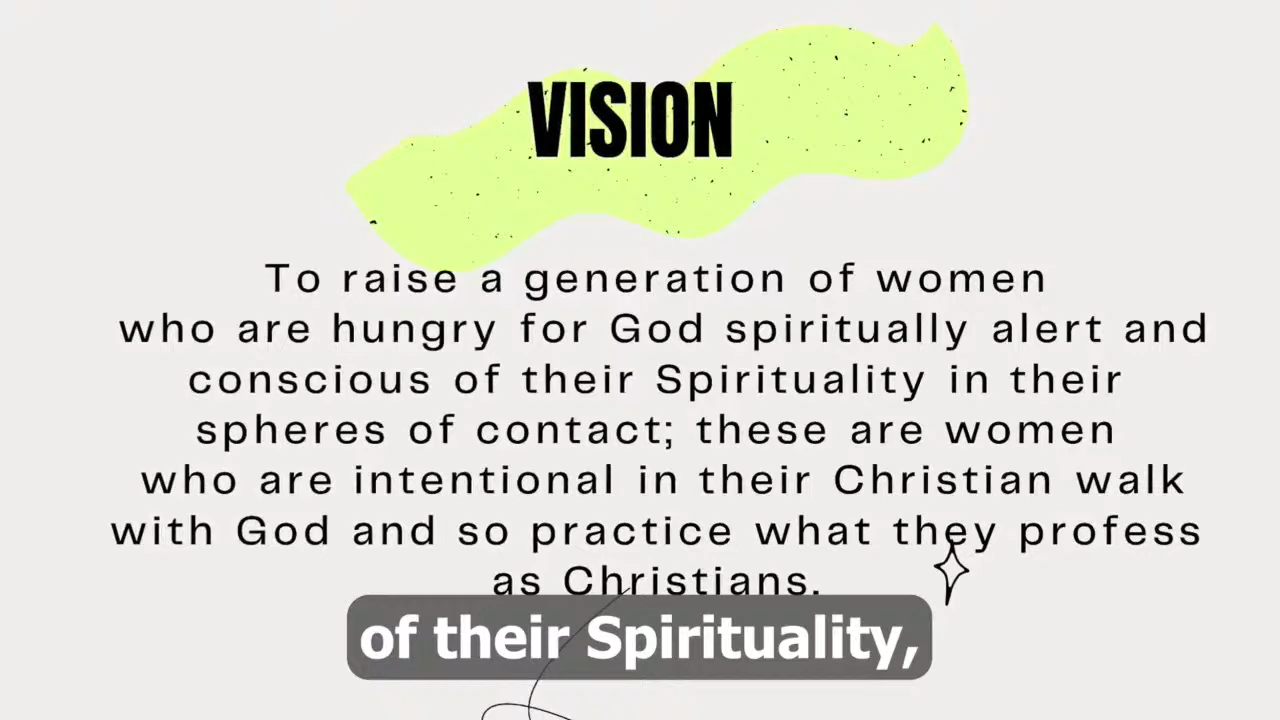 VISION
To raise a generation of women
who are hungry for God spiritually alert and
conscious of their Spirituality in their
spheres of contact; these are women
who are intentional in their Christian walk
with God and so practice what they profess
as Christians.
of their Spirituality,